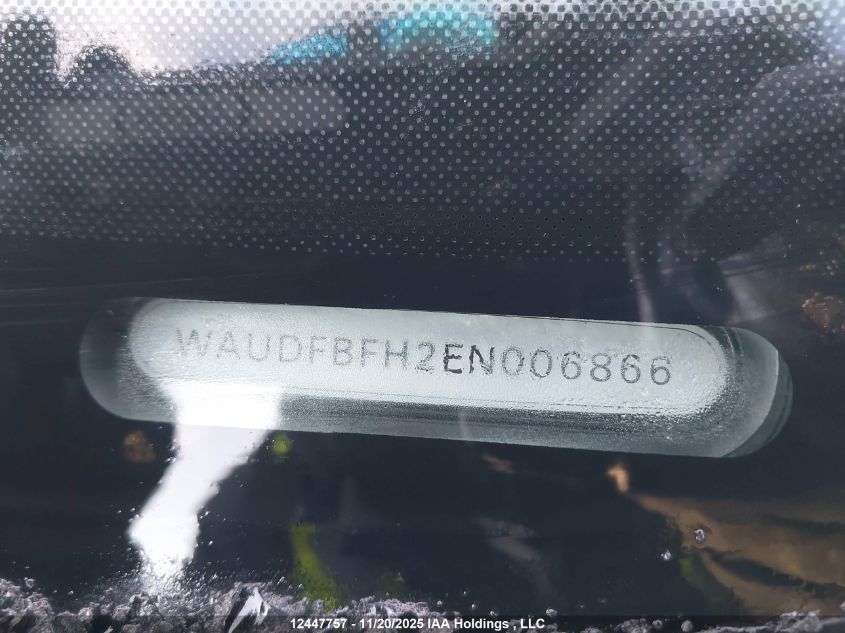 WAUDFBFH2EN006866
12447757 - 11/20/2025 IAA Holdings , LLC